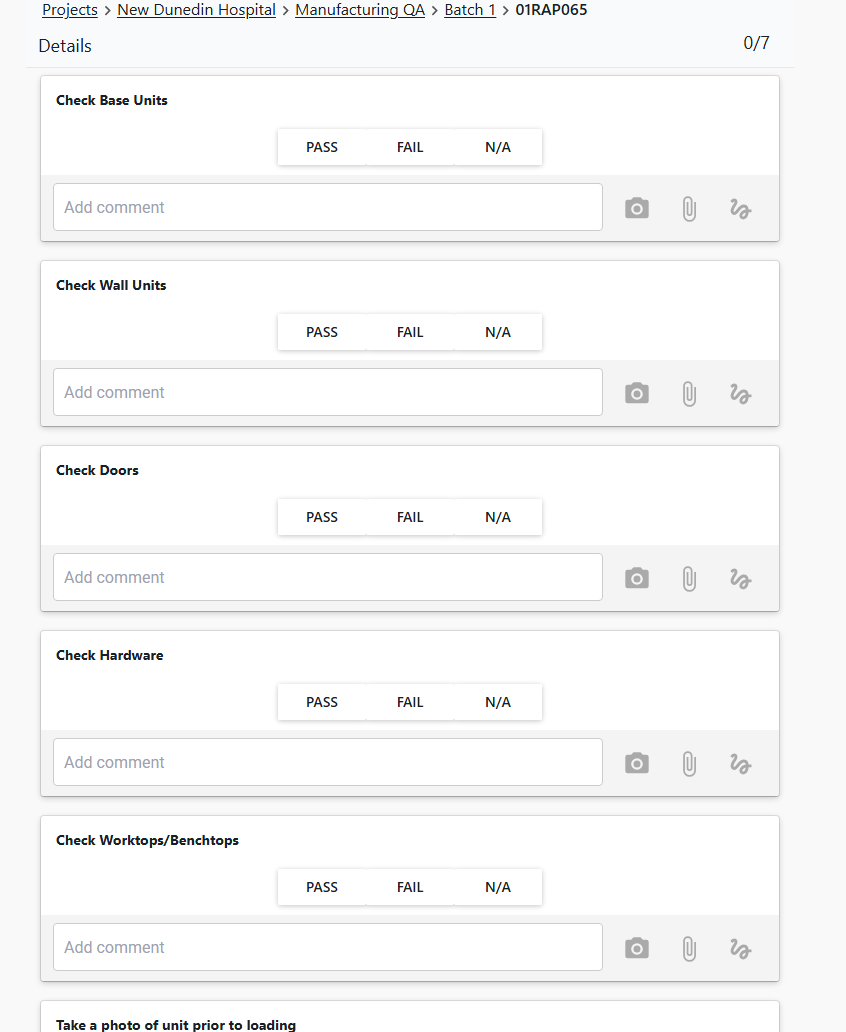 Projects > New Dunedin Hospital > Manufacturing QA > Batch 1 > 01RAP065
Details 0/7
Check Base Units
PASS FAIL N/A
Add comment
Check Wall Units
PASS FAIL N/A
Add comment
Check Doors
PASS FAIL N/A
Add comment
Check Hardware
PASS FAIL N/A
Add comment
Check Worktops/Benchtops
PASS FAIL N/A
Add comment
Take a photo of unit prior to loading